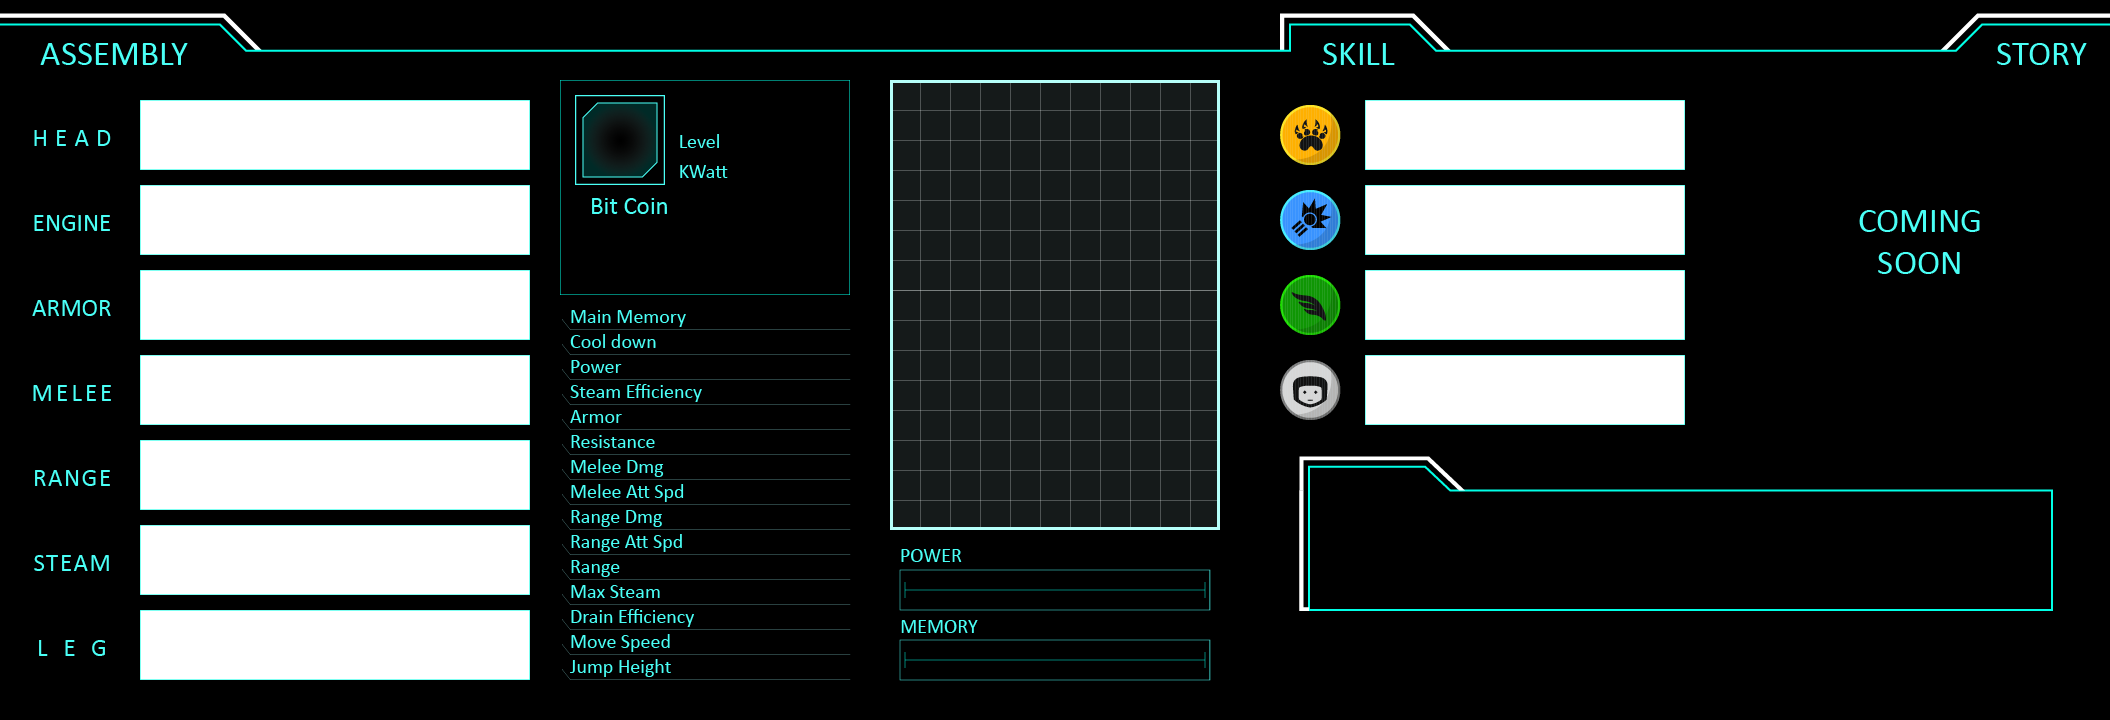 ASSEMBLY
HEAD
ENGINE
ARMOR
MELEE
RANGE
STEAM
LEG
Level
KWatt
Bit Coin
Main Memory
Cool down
Power
Steam Efficiency
Armor
Resistance
Melee Dmg
Melee Att Spd
Range Dmg
Range Att Spd
Range
Max Steam
Drain Efficiency
Move Speed
Jump Height
POWER
MEMORY
SKILL
STORY
COMING
SOON